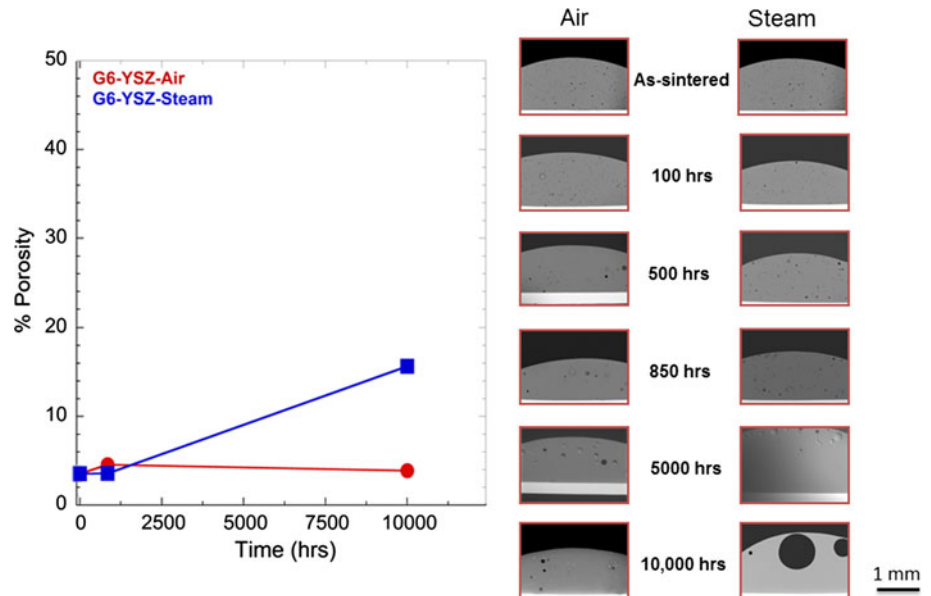 Air
Steam
50
40
30
20
10
0
% Porosity
G6-YSZ-Air
G6-YSZ-Steam
0
2500
5000
7500
10000
Time (hrs)
As-sintered
100 hrs
500 hrs
850 hrs
5000 hrs
10,000 hrs
1 mm